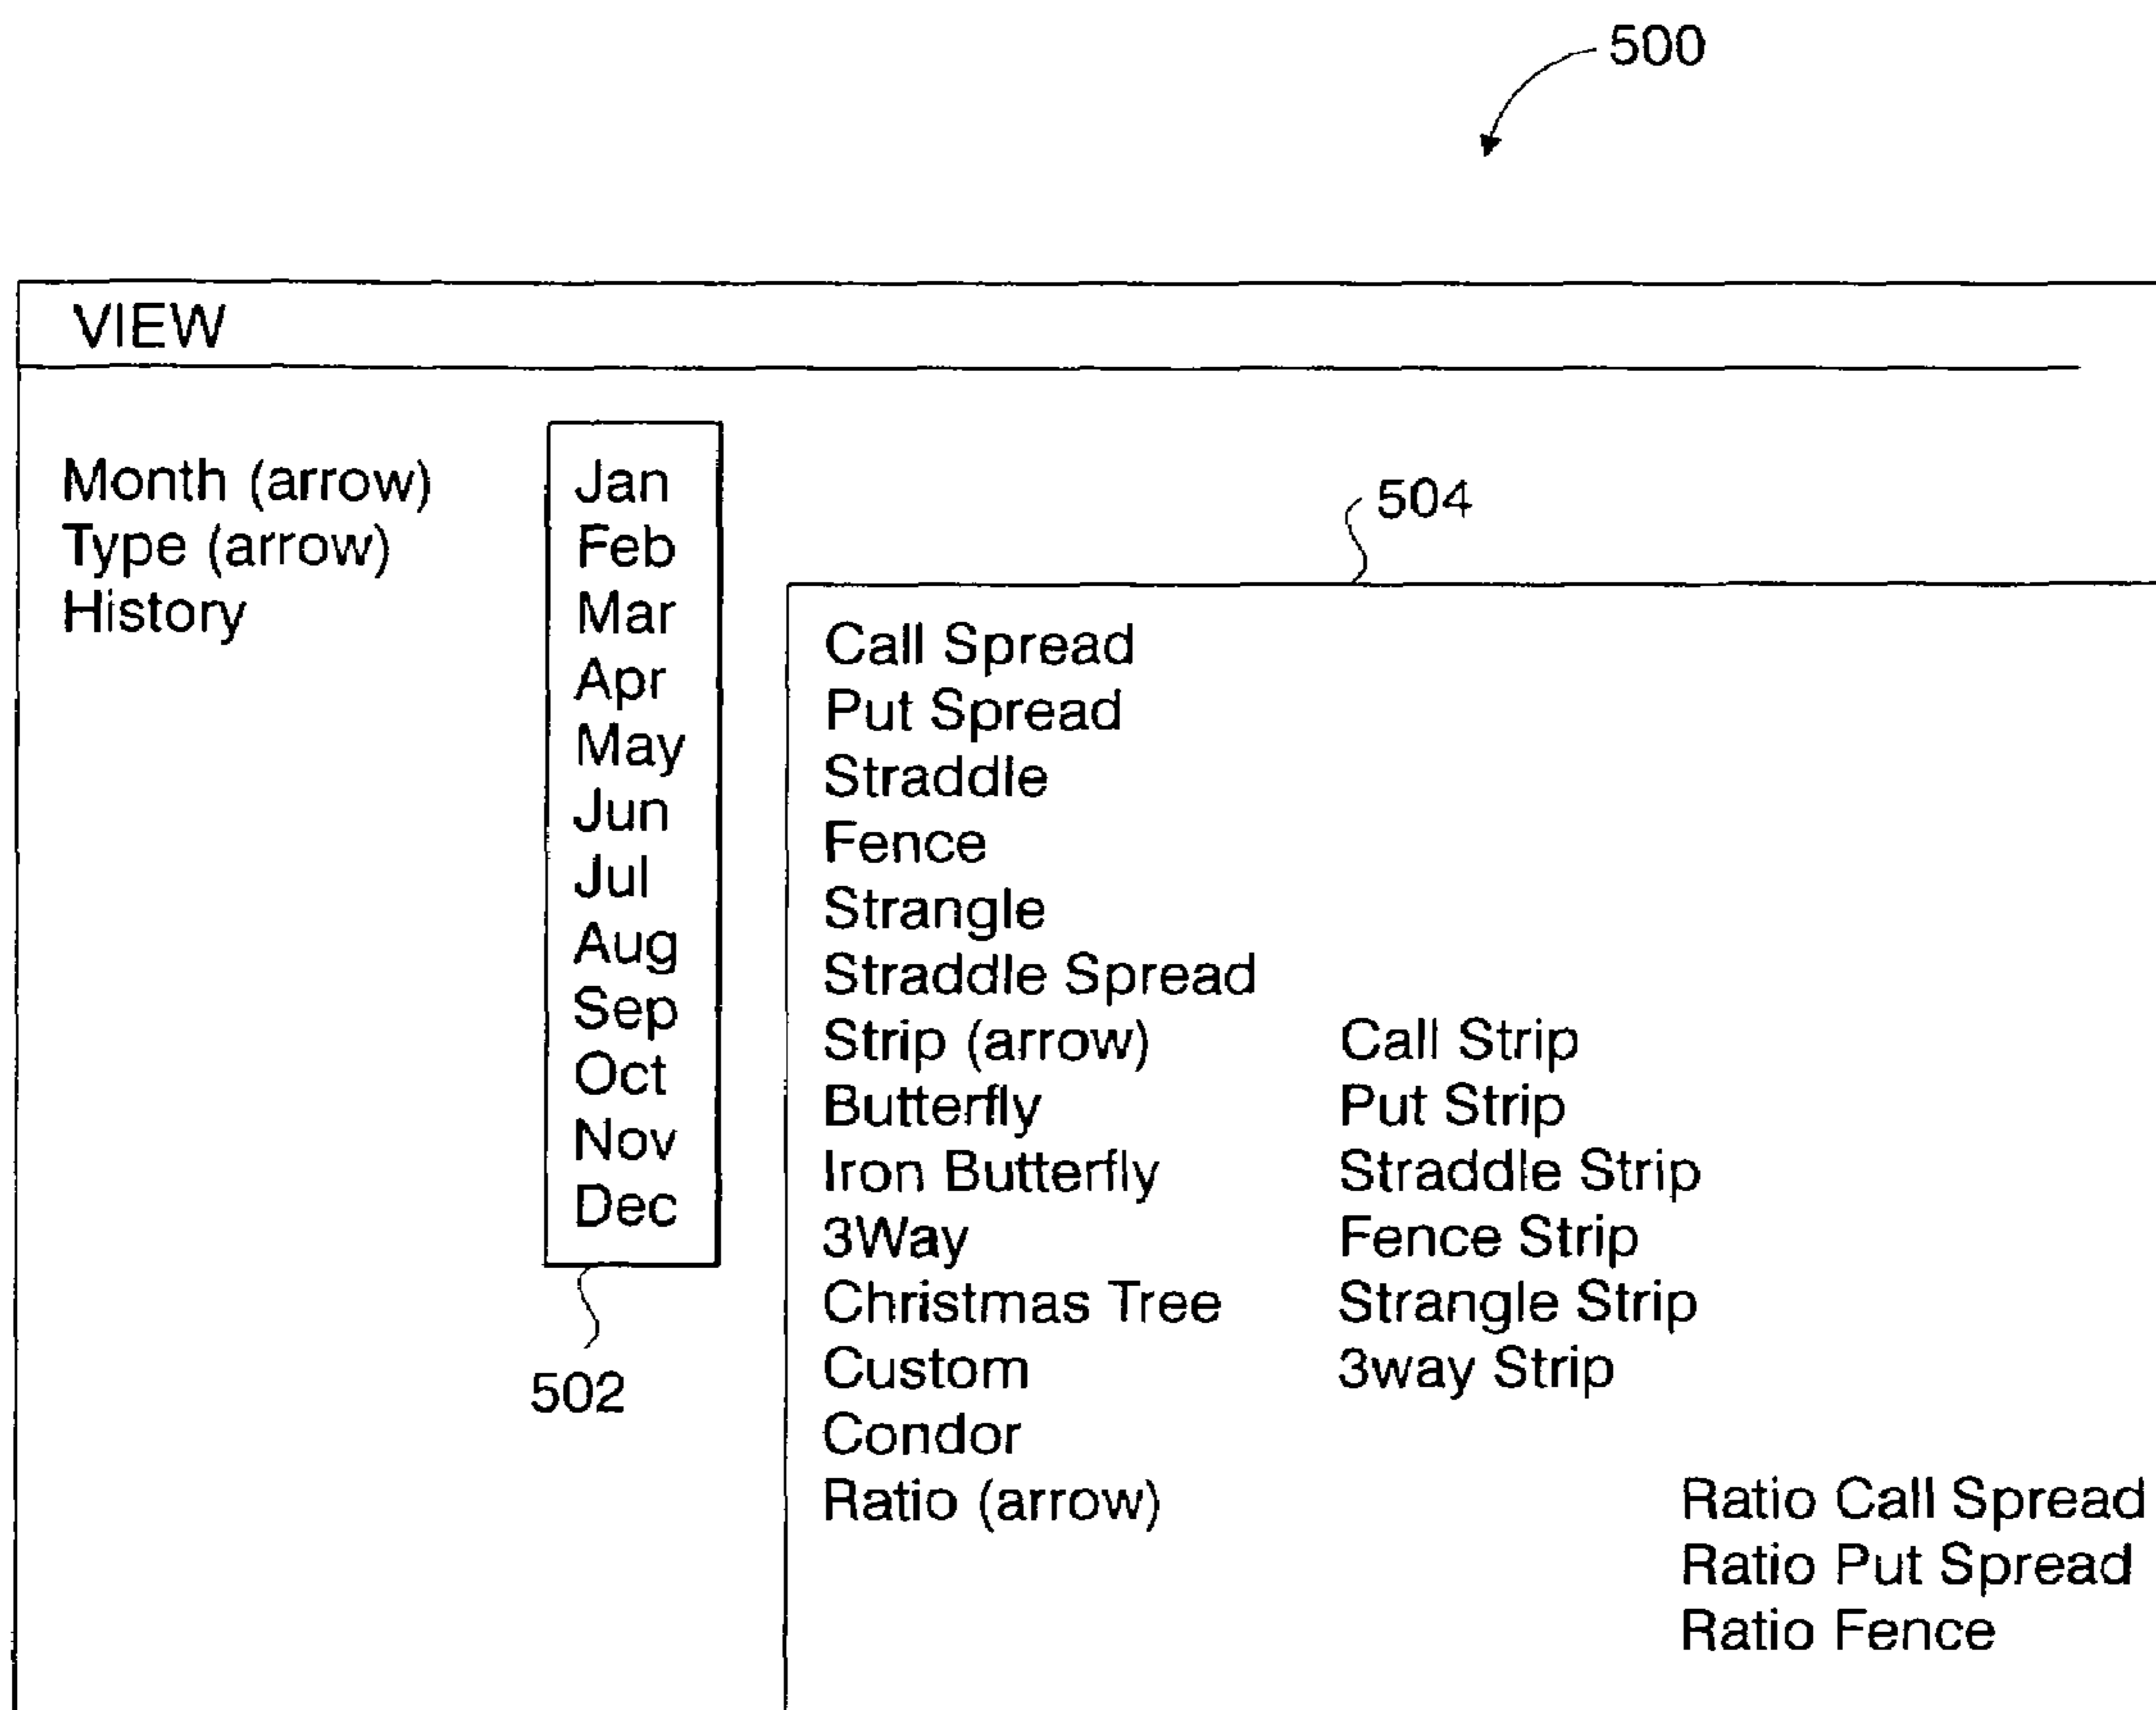 500
VIEW
Month (arrow)
Type (arrow)
History
Jan
Feb
Mar
Apr
May
Jun
Jul
Aug
Sep
Oct
Nov
Dec
502
504
Call Spread
Put Spread
Straddle
Fence
Strangle
Straddle Spread
Strip (arrow)
Butterfly
Iron Butterfly
3Way
Christmas Tree
Custom
Condor
Ratio (arrow)
Call Strip
Put Strip
Straddle Strip
Fence Strip
Strangle Strip
3way Strip
Ratio Call Spread
Ratio Put Spread
Ratio Fence